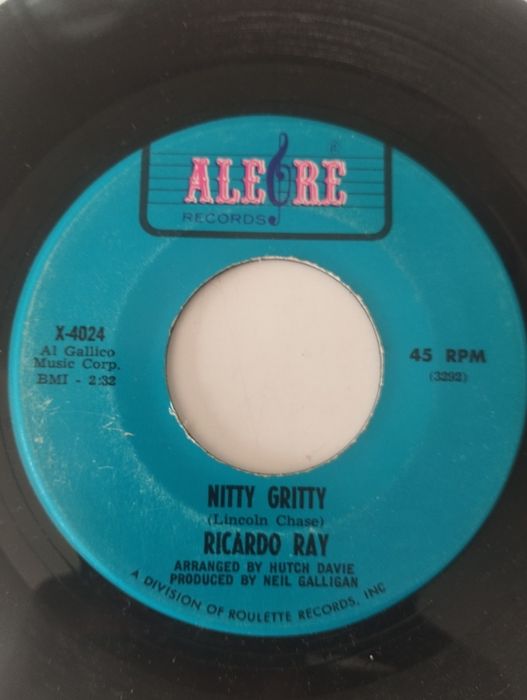 ALEGRE
RECORDS
X-4024
Al Gallico
Music Corp.
BMI - 2:32
45 RPM
(3292)
NITTY GRITTY
(Lincoln Chase)
RICARDO RAY
ARRANGED BY HUTCH DAVIE
PRODUCED BY NEIL GALLIGAN
A DIVISION OF ROULETTE RECORDS, INC